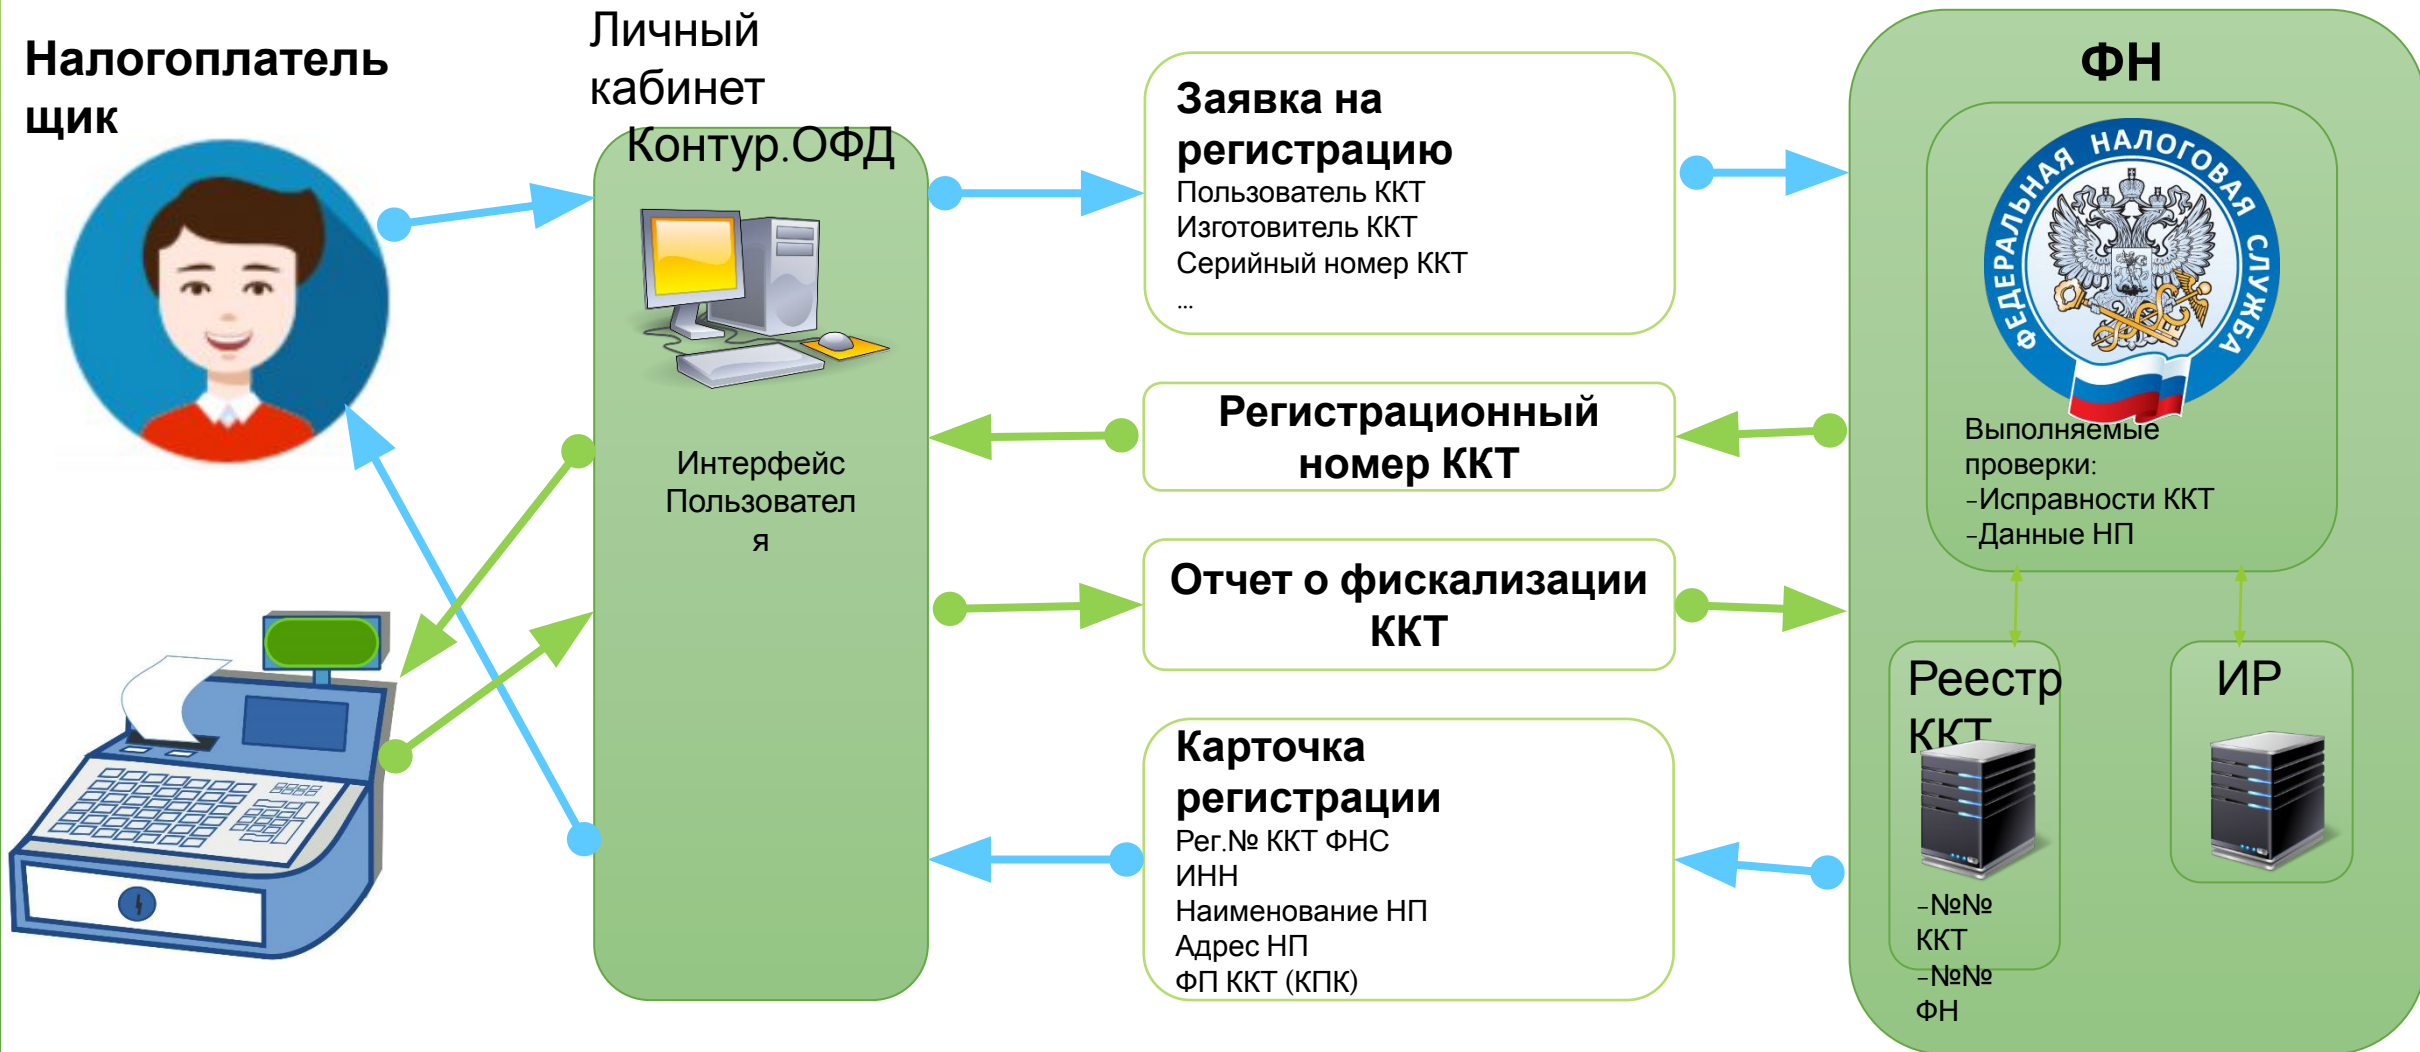 Налогоплатель
щик
Личный
кабинет
Контур.ОФД
Интерфейс
Пользовател
я
Заявка на
регистрацию
Пользователь ККТ
Изготовитель ККТ
Серийный номер ККТ
...
Регистрационный
номер ККТ
Отчет о фискализации
ККТ
Карточка
регистрации
Рег.№ ККТ ФНС
ИНН
Наименование НП
Адрес НП
ФП ККТ (КПК)
ФН
ФЕДЕРАЛЬНАЯ НАЛОГОВАЯ СЛУЖБА
Выполняемые
проверки:
-Исправности ККТ
-Данные НП
Реестр
ККТ
-№№
ККТ
-№№
ФН
ИР